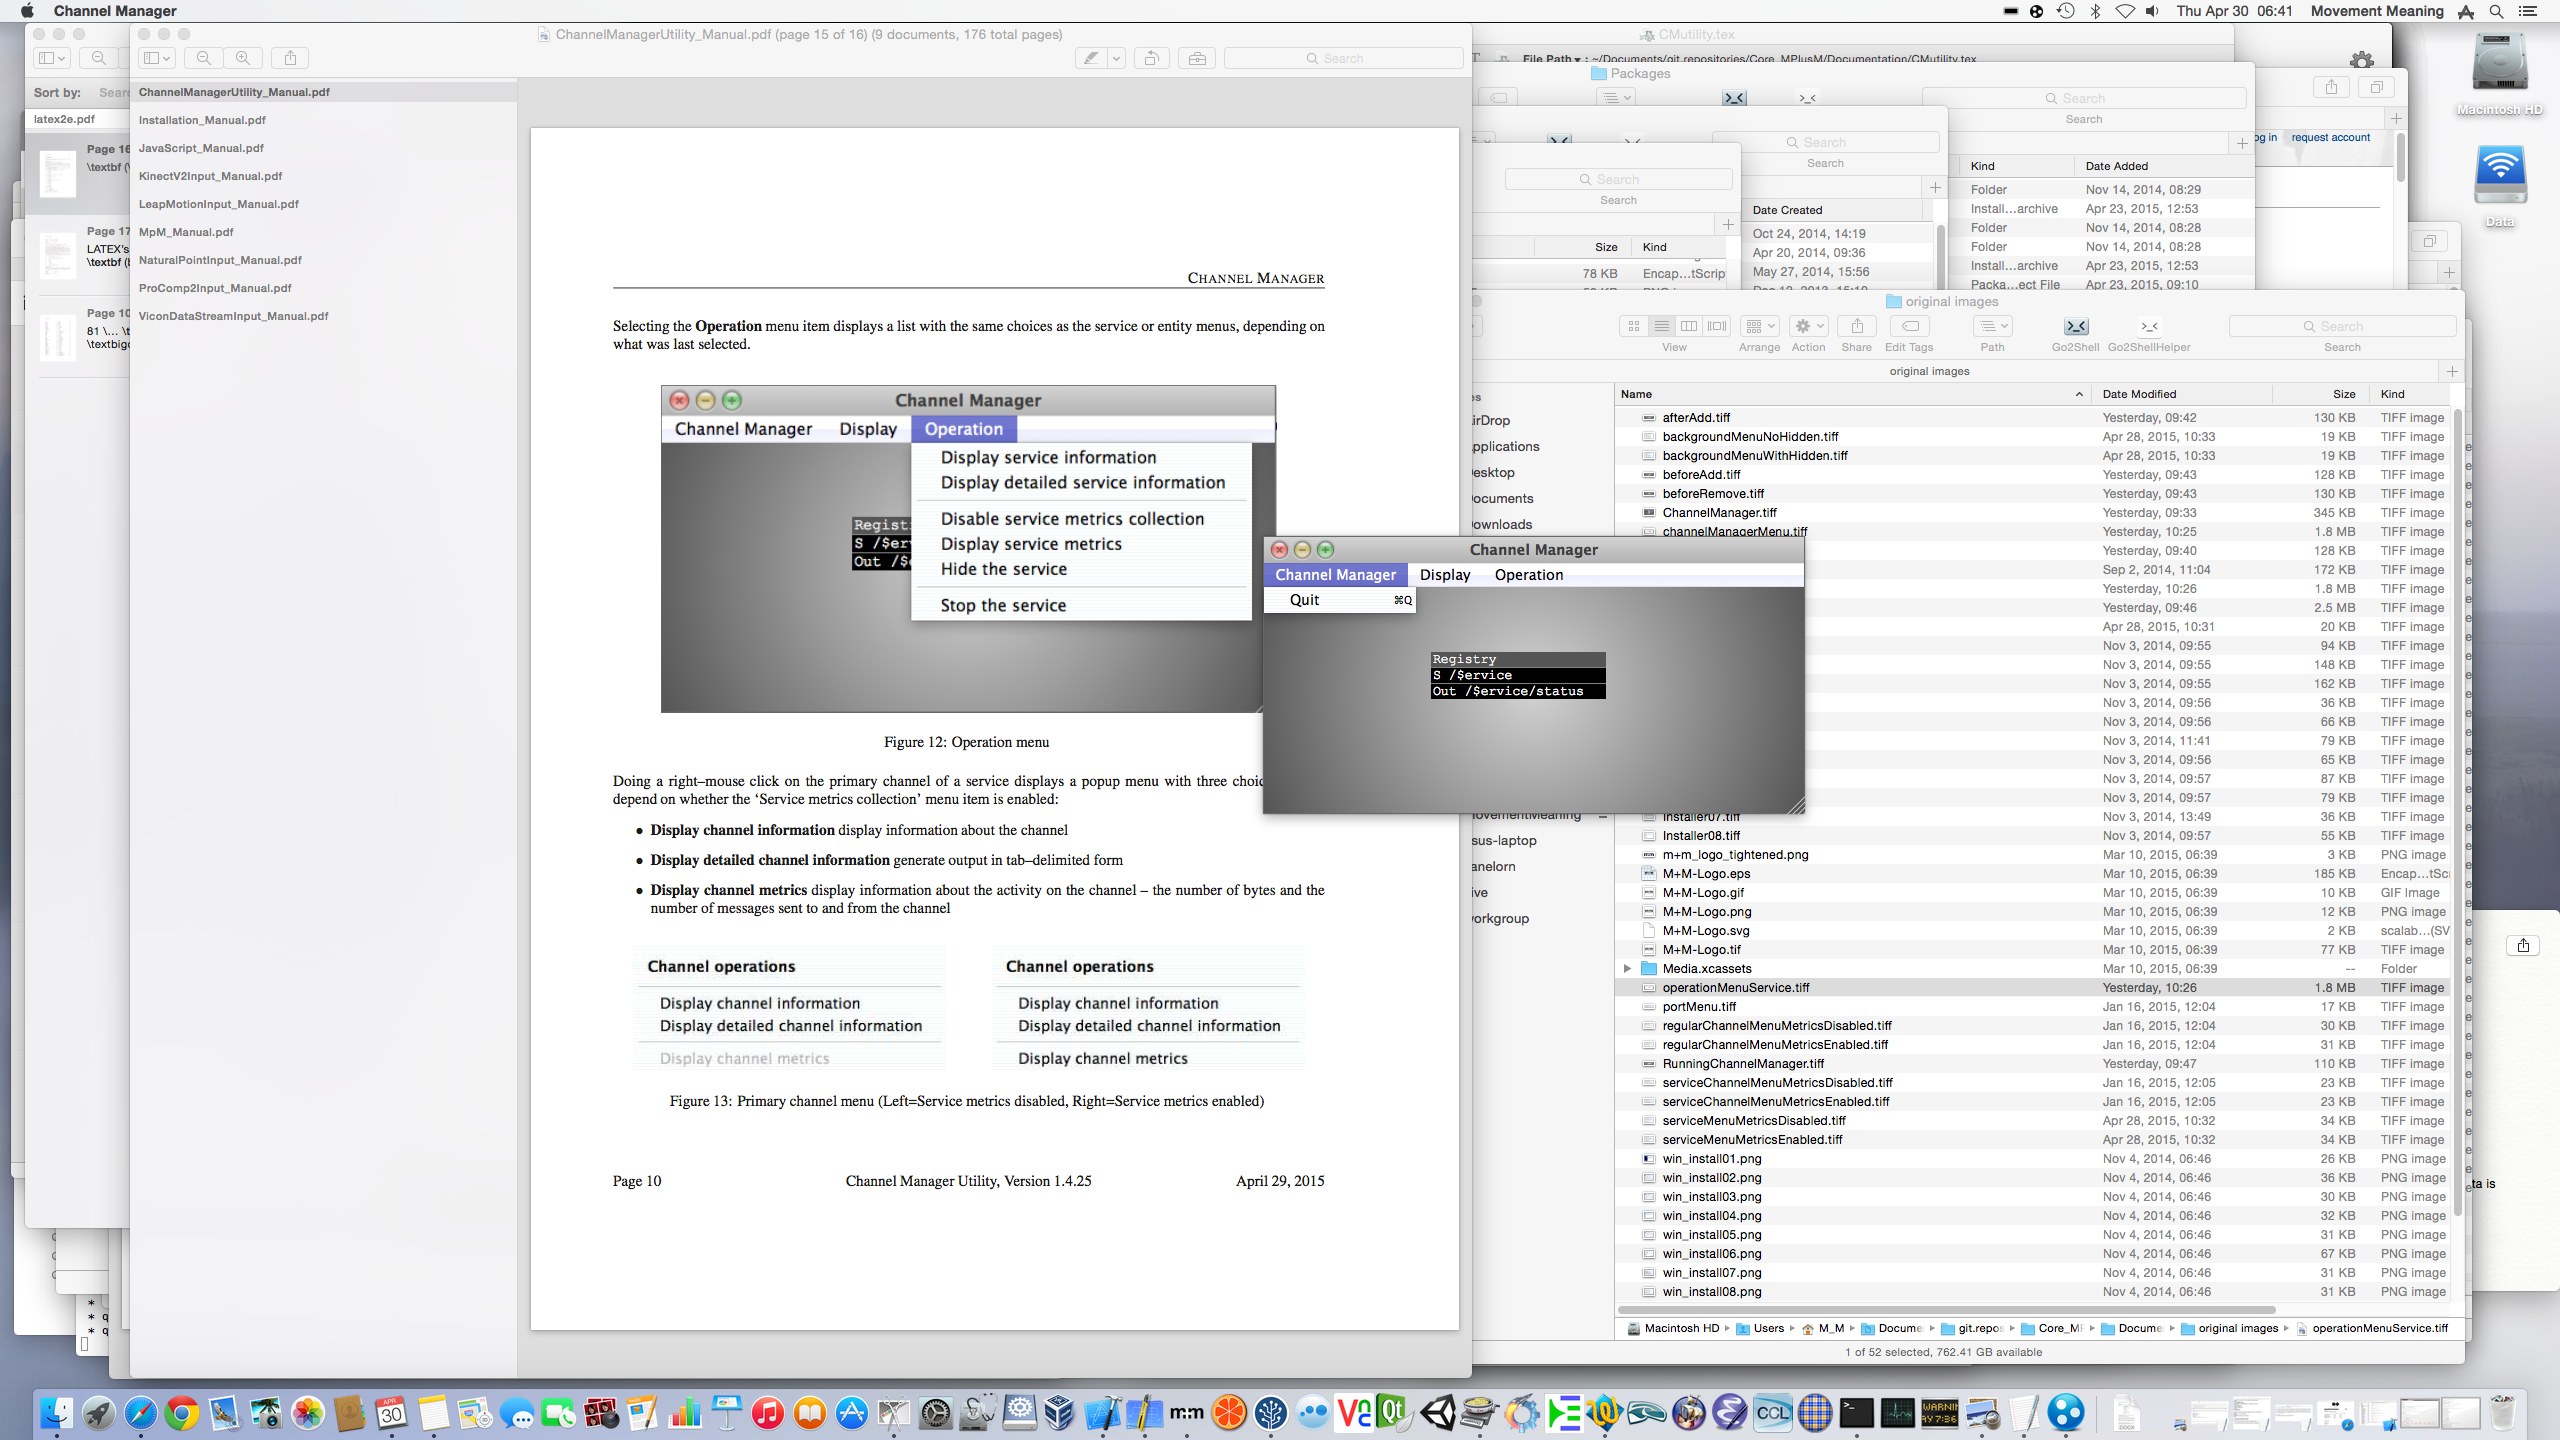 Channel Manager
Thu Apr 30 06:41 Movement Meaning
ChannelManagerUtility_Manual.pdf (page 15 of 16) (9 documents, 176 total pages)
Search
Sort by:
latex2e.pdf
Page 16
Page 17
LATEX's
Page 10
ChannelManagerUtility_Manual.pdf
Installation_Manual.pdf
JavaScript_Manual.pdf
KinectV2Input_Manual.pdf
LeapMotionInput_Manual.pdf
MpM_Manual.pdf
NaturalPointInput_Manual.pdf
ProComp2Input_Manual.pdf
ViconDataStreamInput_Manual.pdf
CHANNEL MANAGER
Selecting the Operation menu item displays a list with the same choices as the service or entity menus, depending on
what was last selected.
Channel Manager
Channel Manager Display Operation
Display service information
Display detailed service information
Disable service metrics collection
Display service metrics
Hide the service
Stop the service
Figure 12: Operation menu
Doing a right–mouse click on the primary channel of a service displays a popup menu with three
depend on whether the ‘Service metrics collection’ menu item is enabled:
• Display channel information display information about the channel
• Display detailed channel information generate output in tab–delimited form
• Display channel metrics display information about the activity on the channel – the number of bytes and the
number of messages sent to and from the channel
Channel operations
Display channel information
Display detailed channel information
Display channel metrics
Channel operations
Display channel information
Display detailed channel information
Display channel metrics
Figure 13: Primary channel menu (Left=Service metrics disabled, Right=Service metrics enabled)
Page 10 Channel Manager Utility, Version 1.4.25 April 29, 2015
Channel Manager
Channel Manager Display Operation
Quit ⌘Q
Registry
S /$service
Out /$service/status
CMutility.tex
File Path ▾ : ~/Documents/git.repositories/Core_MPlusM/Documentation/CMutility.tex
Packages
Search
Search
request account
Kind Date Added
Folder Nov 14, 2014, 08:29
Install...archive Apr 23, 2015, 12:53
Folder Nov 14, 2014, 08:28
Folder Nov 14, 2014, 08:28
Install...archive Apr 23, 2015, 12:53
Packa...ect File Apr 23, 2015, 09:10
Search
Search
Date Created
Oct 24, 2014, 14:19
Apr 20, 2014, 09:36
May 27, 2014, 15:56
Search
Search
Size Kind
78 KB Encap...tScrip
original images
View Arrange Action Share Edit Tags Path Go2Shell Go2ShellHelper Search
Search
original images
Name Date Modified Size Kind
afterAdd.tiff Yesterday, 09:42 130 KB TIFF image
backgroundMenuNoHidden.tiff Apr 28, 2015, 10:33 19 KB TIFF image
backgroundMenuWithHidden.tiff Apr 28, 2015, 10:33 19 KB TIFF image
beforeAdd.tiff Yesterday, 09:43 128 KB TIFF image
beforeRemove.tiff Yesterday, 09:43 130 KB TIFF image
ChannelManager.tiff Yesterday, 09:33 345 KB TIFF image
channelManagerMenu.tiff Yesterday, 10:25 1.8 MB TIFF image
Yesterday, 09:40 128 KB TIFF image
Sep 2, 2014, 11:04 172 KB TIFF image
Yesterday, 10:26 1.8 MB TIFF image
Yesterday, 09:46 2.5 MB TIFF image
Apr 28, 2015, 10:31 20 KB TIFF image
Nov 3, 2014, 09:55 94 KB TIFF image
Nov 3, 2014, 09:55 148 KB TIFF image
Nov 3, 2014, 09:55 162 KB TIFF image
Nov 3, 2014, 09:56 36 KB TIFF image
Nov 3, 2014, 09:56 66 KB TIFF image
Nov 3, 2014, 11:41 79 KB TIFF image
Nov 3, 2014, 09:56 65 KB TIFF image
Nov 3, 2014, 09:57 87 KB TIFF image
Nov 3, 2014, 09:57 79 KB TIFF image
Installer07.tiff Nov 3, 2014, 13:49 36 KB TIFF image
Installer08.tiff Nov 3, 2014, 09:57 55 KB TIFF image
m+m_logo_tightened.png Mar 10, 2015, 06:39 3 KB PNG image
M+M-Logo.eps Mar 10, 2015, 06:39 185 KB Encap...tSc
M+M-Logo.gif Mar 10, 2015, 06:39 10 KB GIF Image
M+M-Logo.png Mar 10, 2015, 06:39 12 KB PNG image
M+M-Logo.svg Mar 10, 2015, 06:39 2 KB scalab...(SV
M+M-Logo.tif Mar 10, 2015, 06:39 77 KB TIFF image
Media.xcassets Mar 10, 2015, 06:39 -- Folder
operationMenuService.tiff Yesterday, 10:26 1.8 MB TIFF image
portMenu.tiff Jan 16, 2015, 12:04 17 KB TIFF image
regularChannelMenuMetricsDisabled.tiff Jan 16, 2015, 12:04 30 KB TIFF image
regularChannelMenuMetricsEnabled.tiff Jan 16, 2015, 12:04 31 KB TIFF image
RunningChannelManager.tiff Yesterday, 09:47 110 KB TIFF image
serviceChannelMenuMetricsDisabled.tiff Jan 16, 2015, 12:05 23 KB TIFF image
serviceChannelMenuMetricsEnabled.tiff Jan 16, 2015, 12:05 23 KB TIFF image
serviceMenuMetricsDisabled.tiff Apr 28, 2015, 10:32 34 KB TIFF image
serviceMenuMetricsEnabled.tiff Apr 28, 2015, 10:32 34 KB TIFF image
win_install01.png Nov 4, 2014, 06:46 26 KB PNG image
win_install02.png Nov 4, 2014, 06:46 36 KB PNG image
win_install03.png Nov 4, 2014, 06:46 30 KB PNG image
win_install04.png Nov 4, 2014, 06:46 32 KB PNG image
win_install05.png Nov 4, 2014, 06:46 31 KB PNG image
win_install06.png Nov 4, 2014, 06:46 67 KB PNG image
win_install07.png Nov 4, 2014, 06:46 31 KB PNG image
win_install08.png Nov 4, 2014, 06:46 31 KB PNG image
Macintosh HD ▸ Users ▸ M_M ▸ Docume ▸ git.repos ▸ Core_MP ▸ Docume ▸ original images ▸ operationMenuService.tiff
1 of 52 selected, 762.41 GB available
Macintosh HD
Data